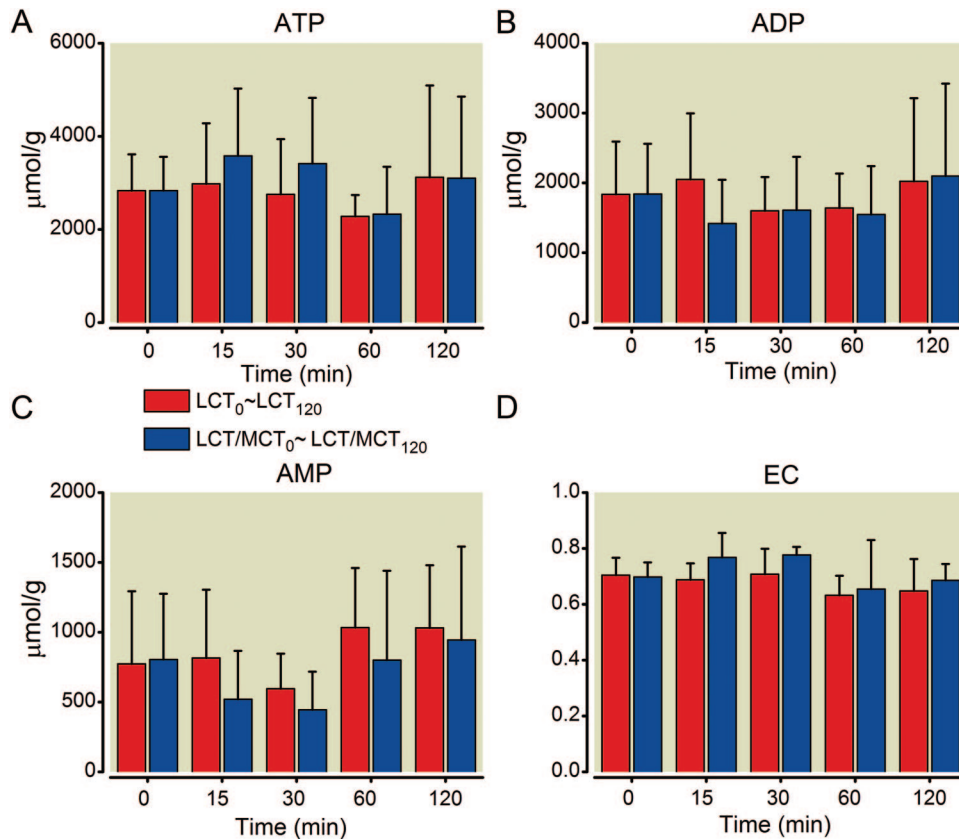 A
ATP
6000
4000
2000
0
μmol/g
0 15 30 60 120
Time (min)
B
ADP
4000
3000
2000
1000
0
μmol/g
0 15 30 60 120
Time (min)
LCT₀~LCT₁₂₀
LCT/MCT₀~ LCT/MCT₁₂₀
C
AMP
2000
1500
1000
500
0
μmol/g
0 15 30 60 120
Time (min)
D
EC
1.0
0.8
0.6
0.4
0.2
0.0
0 15 30 60 120
Time (min)